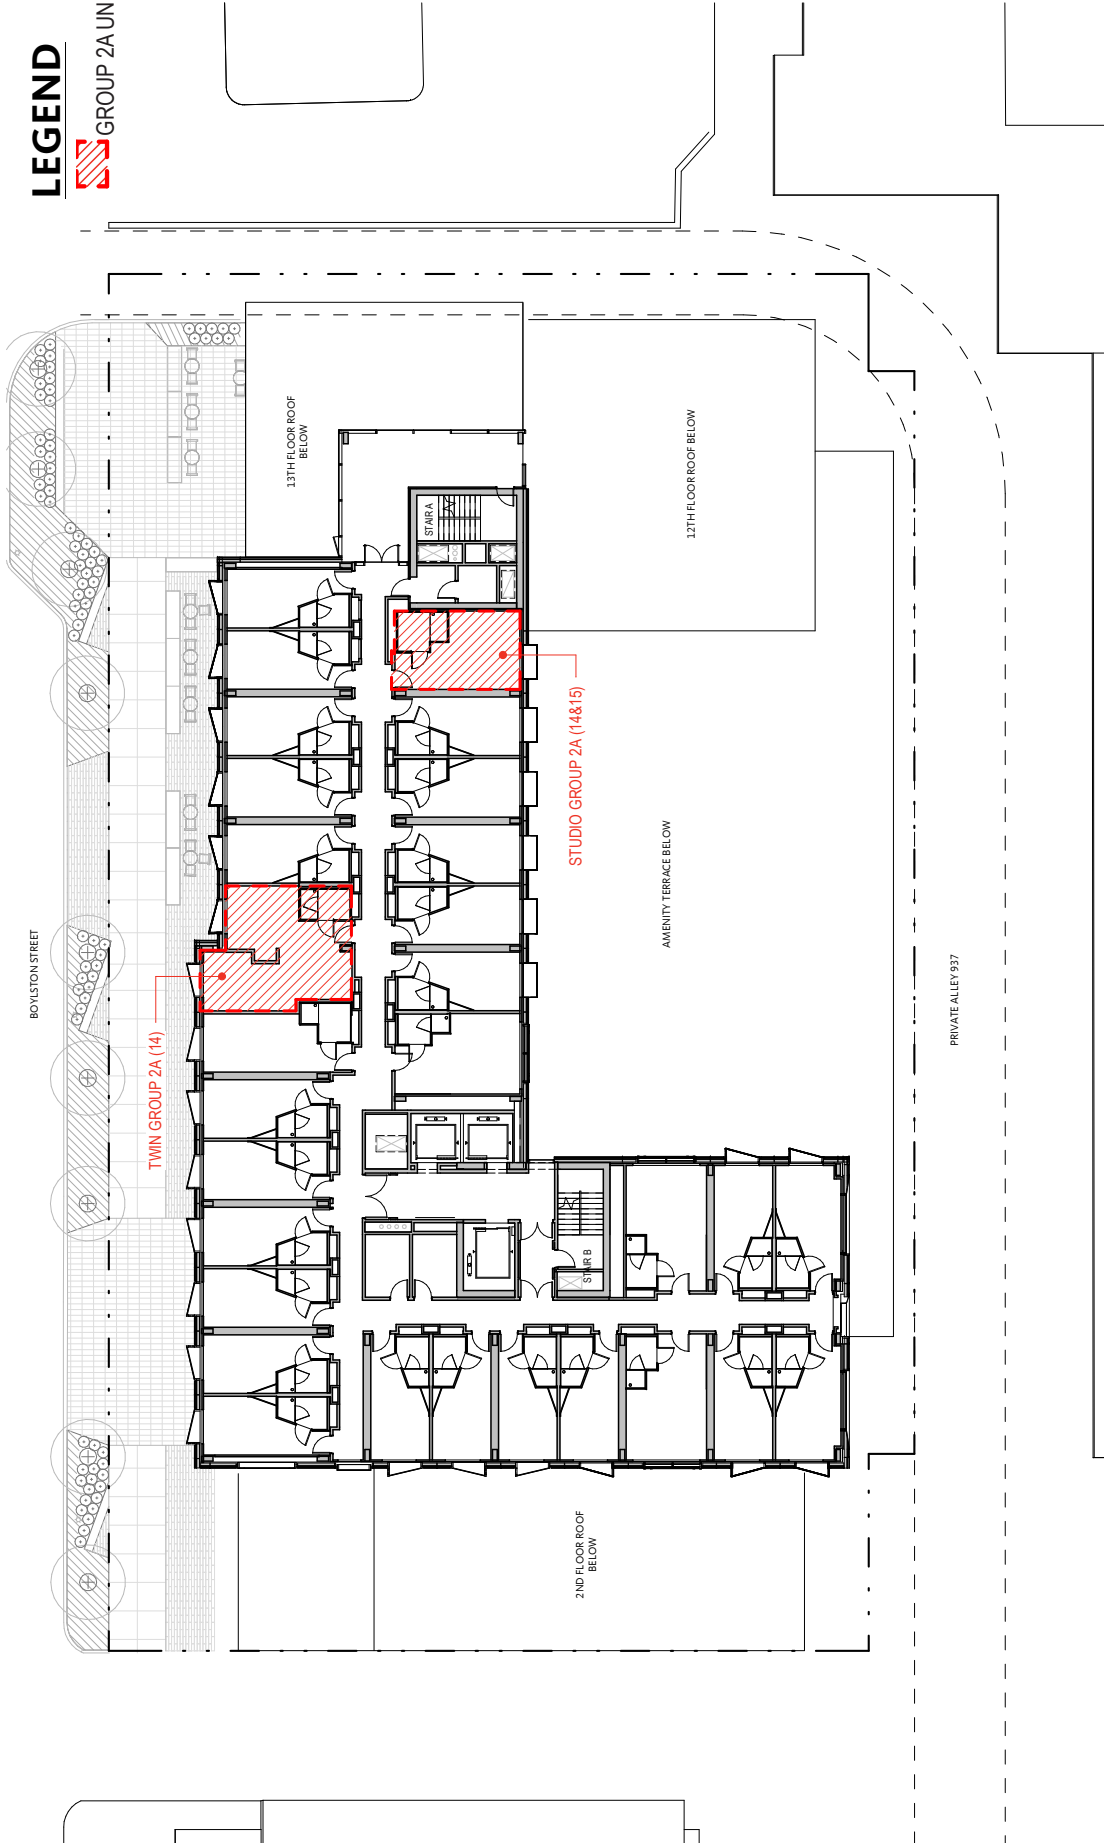 LEGEND
GROUP 2A UN
13TH FLOOR ROOF
BELOW
12TH FLOOR ROOF BELOW
STAIR A
STUDIO GROUP 2A (14&15)
AMENITY TERRACE BELOW
BOYLSTON STREET
PRIVATE ALLEY 937
TWIN GROUP 2A (14)
STAIR B
2ND FLOOR ROOF
BELOW